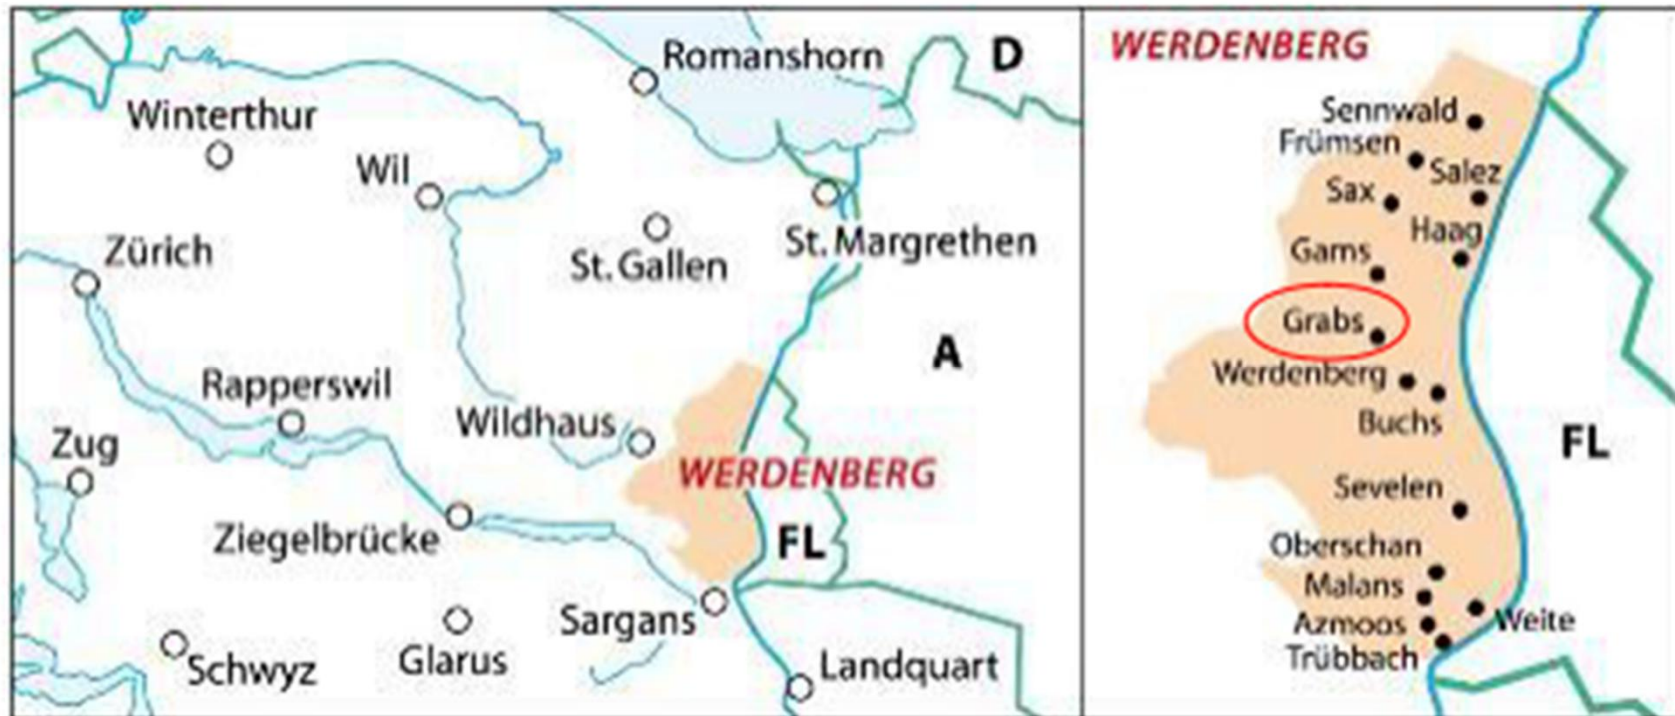 Romanshorn
D
Winterthur
Wil
St. Margrethen
Zürich
St. Gallen
A
Rapperswil
Wildhaus
Zug
WERDENBERG
Ziegelbrücke
FL
Sargans
Glarus
Schwyz
Landquart
WERDENBERG
Sennwald
Frümsen
Salez
Sax
Haag
Gams
Grabs
Werdenberg
Buchs
FL
Sevelen
Oberschan
Malans
Azmoos
Weite
Trübbach